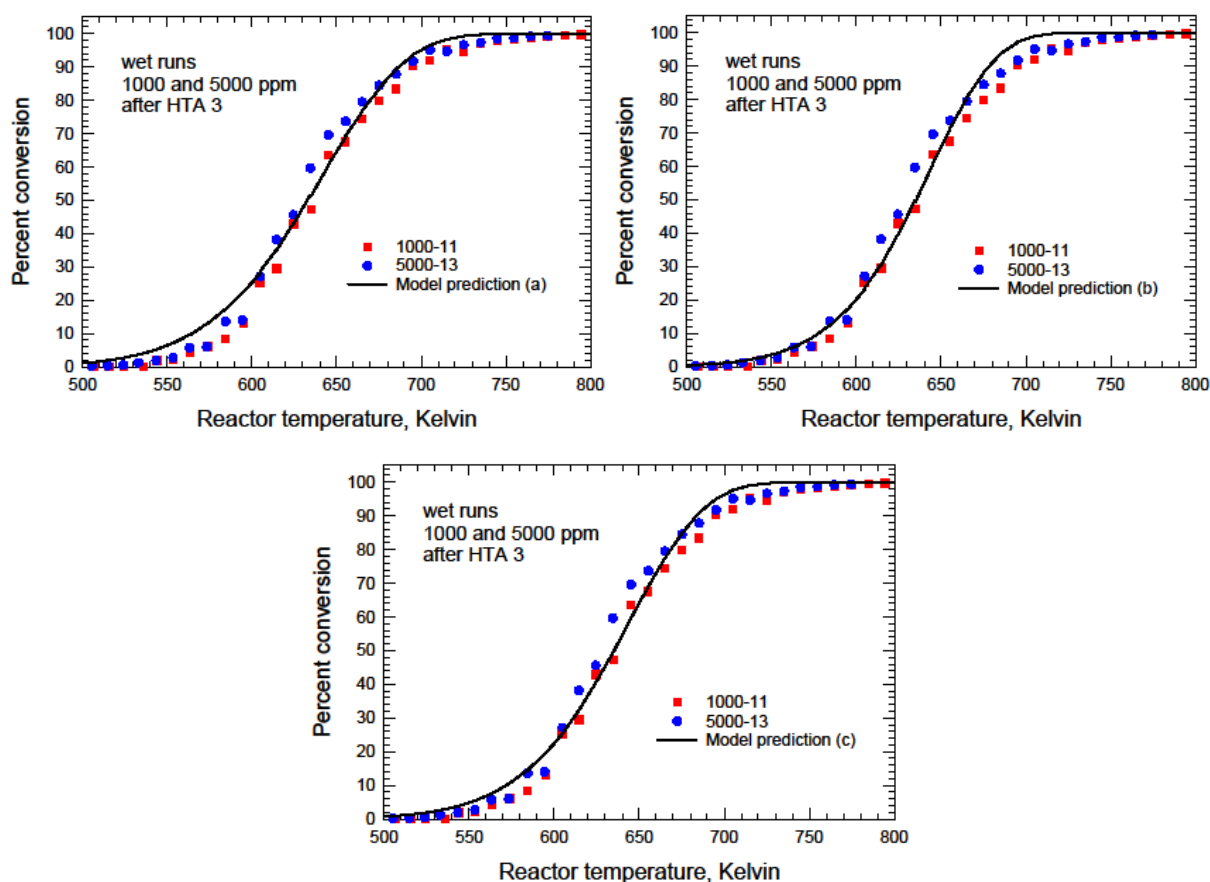 100
90
80
70
60
50
40
30
20
10
0
Percent conversion
wet runs
1000 and 5000 ppm
after HTA 3
1000-11
5000-13
Model prediction (a)
500 550 600 650 700 750 800
Reactor temperature, Kelvin
100
90
80
70
60
50
40
30
20
10
0
Percent conversion
wet runs
1000 and 5000 ppm
after HTA 3
1000-11
5000-13
Model prediction (b)
500 550 600 650 700 750 800
Reactor temperature, Kelvin
100
90
80
70
60
50
40
30
20
10
0
Percent conversion
wet runs
1000 and 5000 ppm
after HTA 3
1000-11
5000-13
Model prediction (c)
500 550 600 650 700 750 800
Reactor temperature, Kelvin